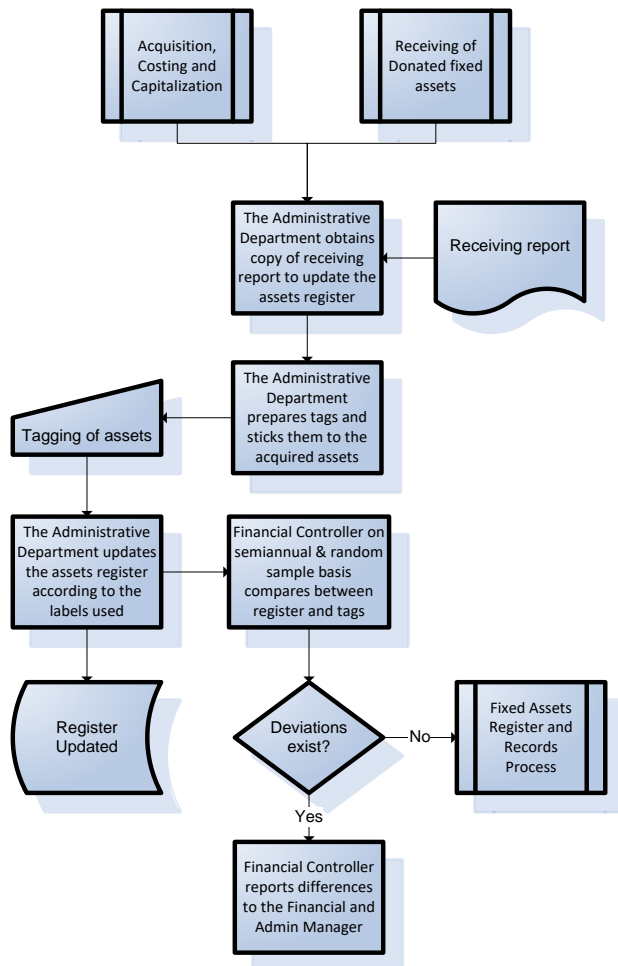 Acquisition,
Costing and
Capitalization
Receiving of
Donated fixed
assets
The Administrative
Department obtains
copy of receiving
report to update the
assets register
Receiving report
The Administrative
Department
prepares tags and
sticks them to the
acquired assets
Tagging of assets
The Administrative
Department updates
the assets register
according to the
labels used
Financial Controller on
semiannual & random
sample basis
compares between
register and tags
Register
Updated
Deviations
exist?
No
Fixed Assets
Register and
Records
Process
Yes
Financial Controller
reports differences
to the Financial and
Admin Manager